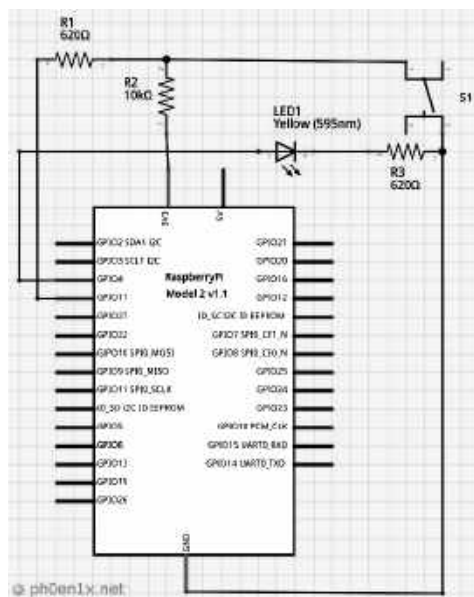 R1
620Ω
R2
10kΩ
LED1
Yellow (595nm)
S1
R3
620Ω
3V3
5V
RaspberryPi
Model 2 v1.1
GPIO2 SDA1 I2C
GPIO3 SCL1 I2C
GPIO4
GPIO17
GPIO27
GPIO22
GPIO10 SPI0_MOSI
GPIO9 SPI0_MISO
GPIO11 SPI0_SCLK
ID_SD I2C ID EEPROM
GPIO5
GPIO6
GPIO13
GPIO19
GPIO26
GPIO21
GPIO20
GPIO16
GPIO12
ID_SC I2C ID EEPROM
GPIO7 SPI0_CE1_N
GPIO8 SPI0_CE0_N
GPIO25
GPIO24
GPIO23
GPIO18 PCM_CLK
GPIO15 UART0_RXD
GPIO14 UART0_TXD
GND
@ ph0en1x.net